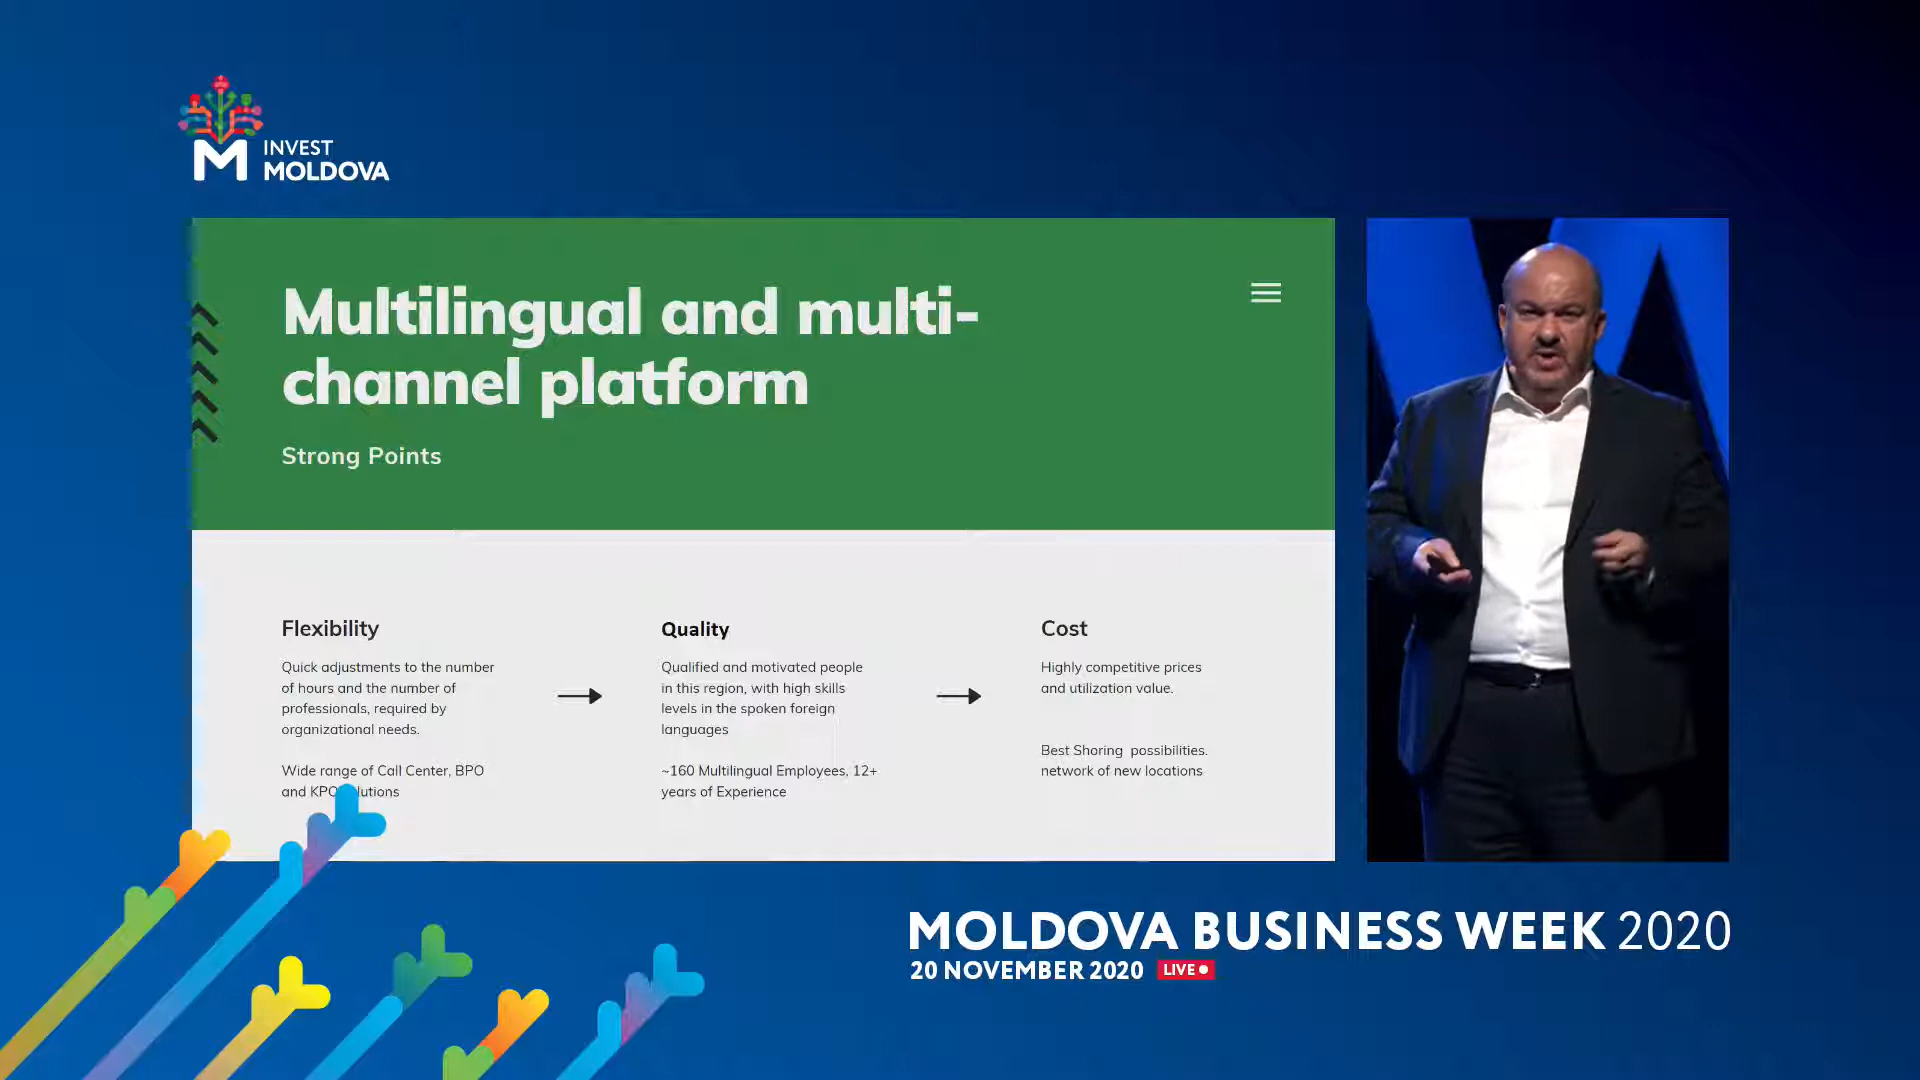 INVEST
MOLDOVA
Multilingual and multi-
channel platform
Strong Points
Flexibility
Quick adjustments to the number
of hours and the number of
professionals, required by
organizational needs.
Wide range of Call Center, BPO
and
Quality
Qualified and motivated people
in this region, with high skills
levels in the spoken foreign
languages
~160 Multilingual Employees, 12+
years of Experience
Cost
Highly competitive prices
and utilization value.
Best Shoring possibilities.
network of new locations
MOLDOVA BUSINESS WEEK 2020
20 NOVEMBER 2020 LIVE